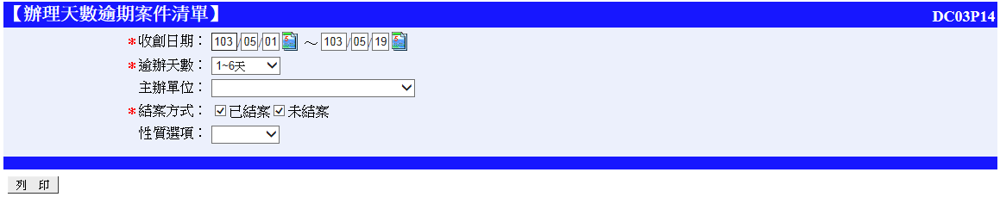 【辦理天數逾期案件清單】 DC03P14
*收創日期： 103/05/01 ～ 103/05/19
*逾辦天數： 1~6天
主辦單位：
*結案方式： 已結案 未結案
性質選項：
列 印